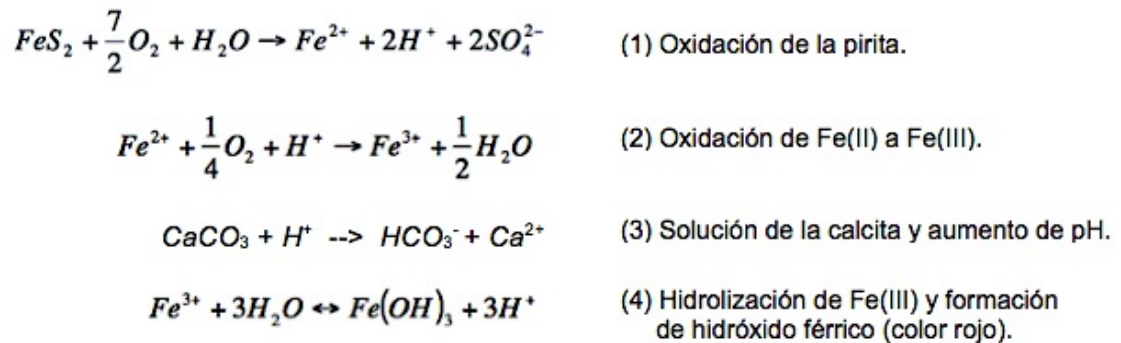 FeS₂ + 7/2 O₂ + H₂O → Fe²⁺ + 2H⁺ + 2SO₄²⁻ (1) Oxidación de la pirita.
Fe²⁺ + 1/4 O₂ + H⁺ → Fe³⁺ + 1/2 H₂O (2) Oxidación de Fe(II) a Fe(III).
CaCO₃ + H⁺ --> HCO₃⁻ + Ca²⁺ (3) Solución de la calcita y aumento de pH.
Fe³⁺ + 3H₂O ↔ Fe(OH)₃ + 3H⁺ (4) Hidrolización de Fe(III) y formación
de hidróxido férrico (color rojo).